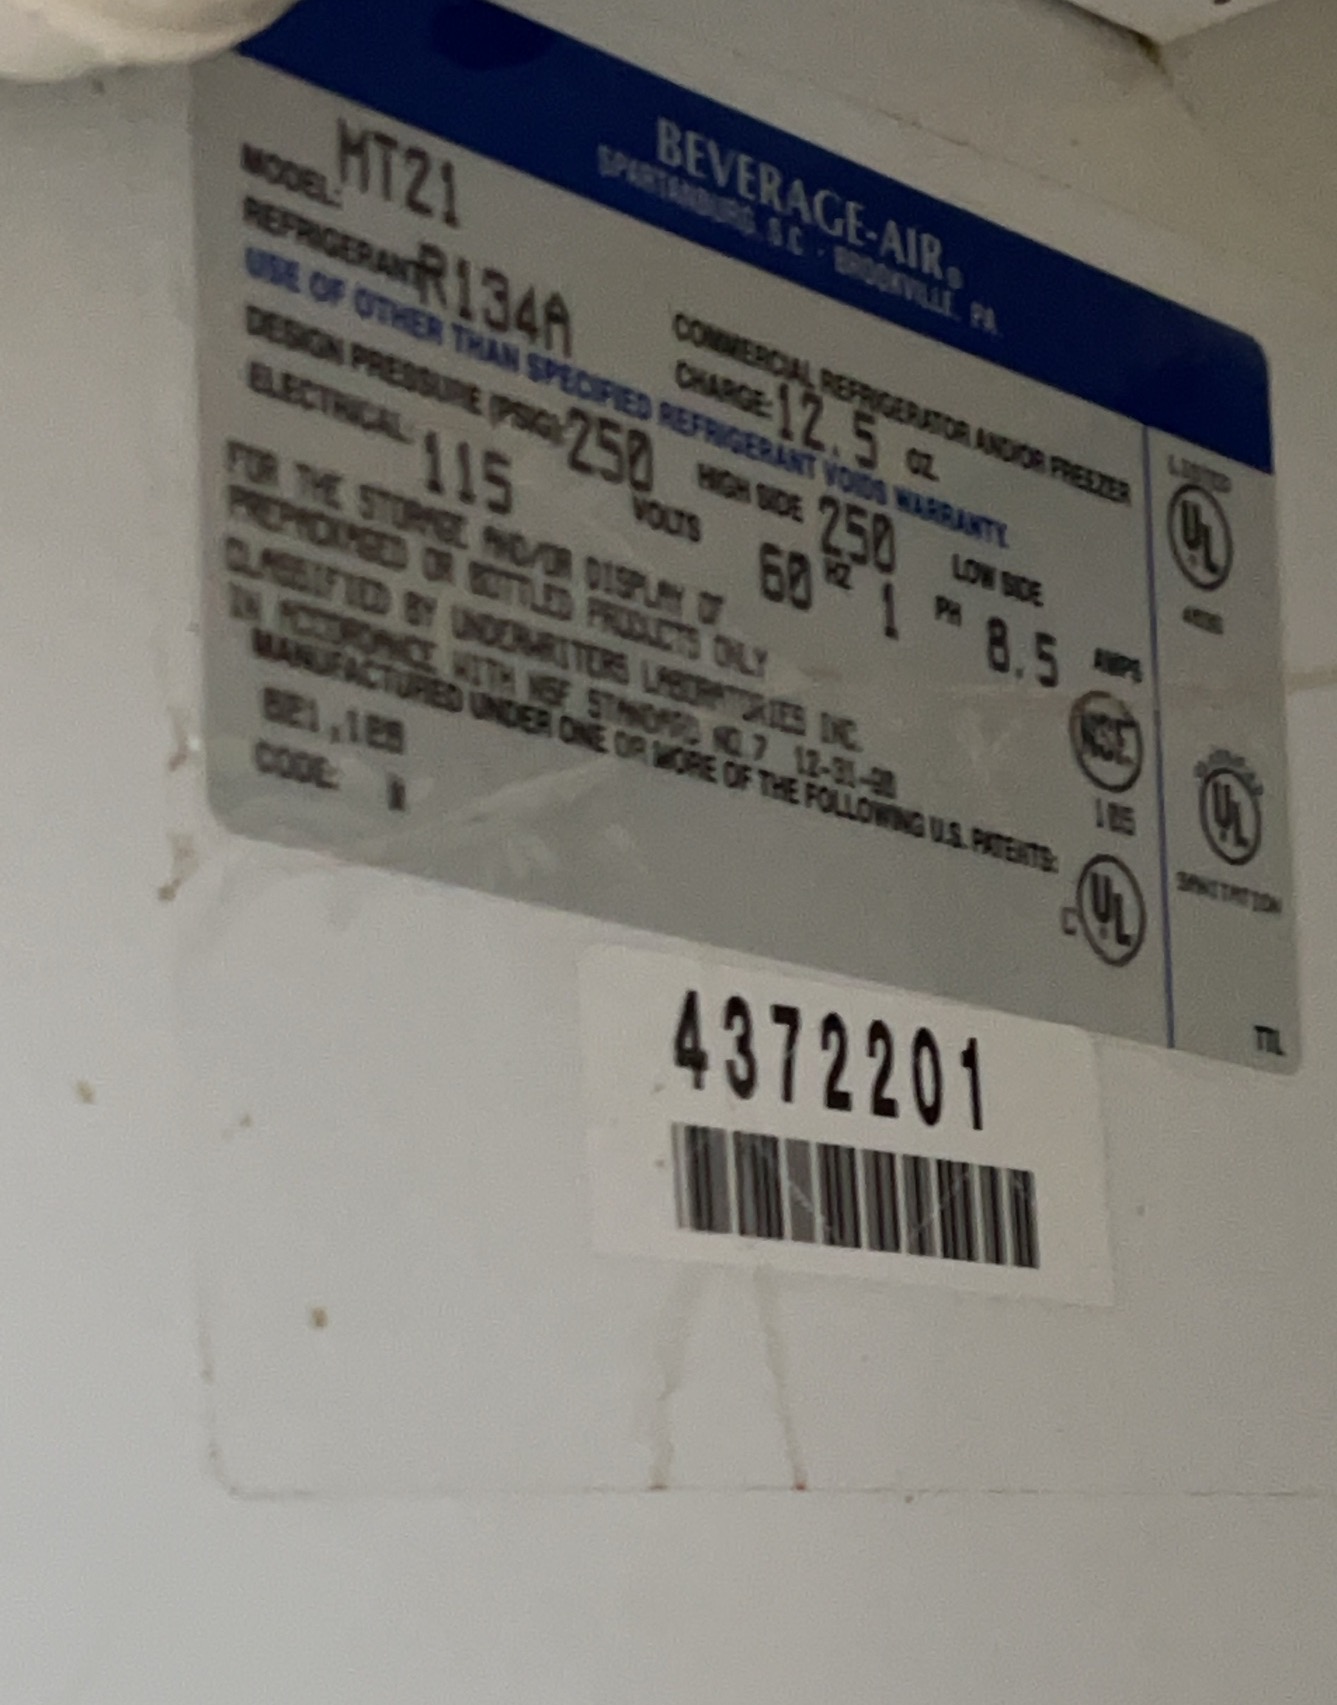 BEVERAGE-AIR®
SPARTANBURG, S.C. · BROOKVILLE, PA
MODEL: MT21
COMMERCIAL REFRIGERATOR AND/OR FREEZER
REFRIGERANT: R134A CHARGE: 12.5 OZ
USE OF OTHER THAN SPECIFIED REFRIGERANT VOIDS WARRANTY.
DESIGN PRESSURE (PSIG): 250 HIGH SIDE 250 LOW SIDE
ELECTRICAL: 115 VOLTS 60 HZ 1 PH 8.5 AMPS
FOR THE STORAGE AND/OR DISPLAY OF
PREPACKAGED OR BOTTLED PRODUCTS ONLY
CLASSIFIED BY UNDERWRITERS LABORATORIES INC.
IN ACCORDANCE WITH NSF STANDARD NO.7 12-31-
MANUFACTURED UNDER ONE OR MORE OF THE FOLLOWING U.S. PATENTS:
CODE:
LISTED
UL
NSF
105
C UL
UL
SANITATION
TTL
4372201